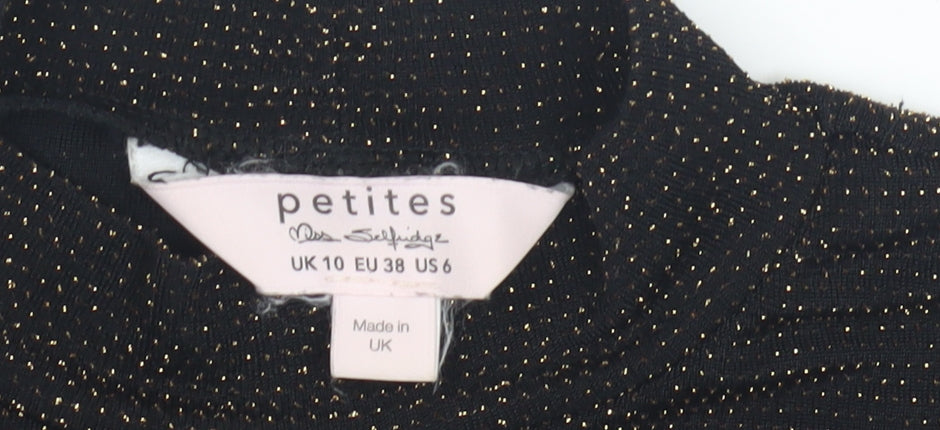 petites
Miss Selfridge
UK 10 EU 38 US 6
Made in
UK